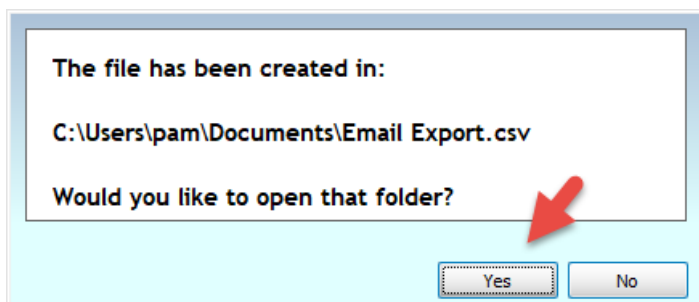 The file has been created in:
C:\Users\pam\Documents\Email Export.csv
Would you like to open that folder?
Yes No